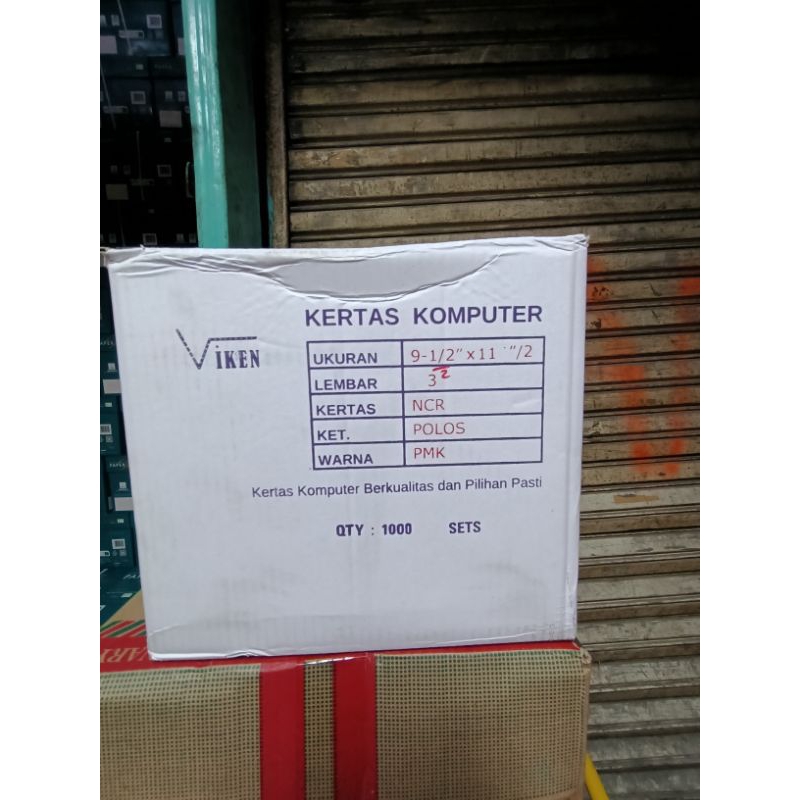 KERTAS KOMPUTER
VIKEN
UKURAN 9-1/2" x 11 "/2
LEMBAR 3 2
KERTAS NCR
KET. POLOS
WARNA PMK
Kertas Komputer Berkualitas dan Pilihan Pasti
QTY : 1000 SETS